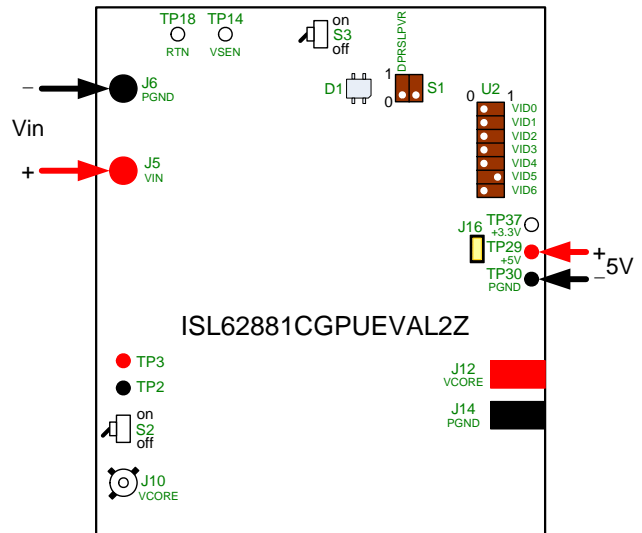 TP18
RTN
TP14
VSEN
on
S3
off
DPRSLPVR
J6
PGND
–
Vin
+
J5
VIN
D1
1
0
S1
U2
0
1
VID0
VID1
VID2
VID3
VID4
VID5
VID6
TP37
+3.3V
J16
TP29
+5V
TP30
PGND
+
5V
–
ISL62881CGPUEVAL2Z
TP3
TP2
J12
VCORE
J14
PGND
on
S2
off
J10
VCORE